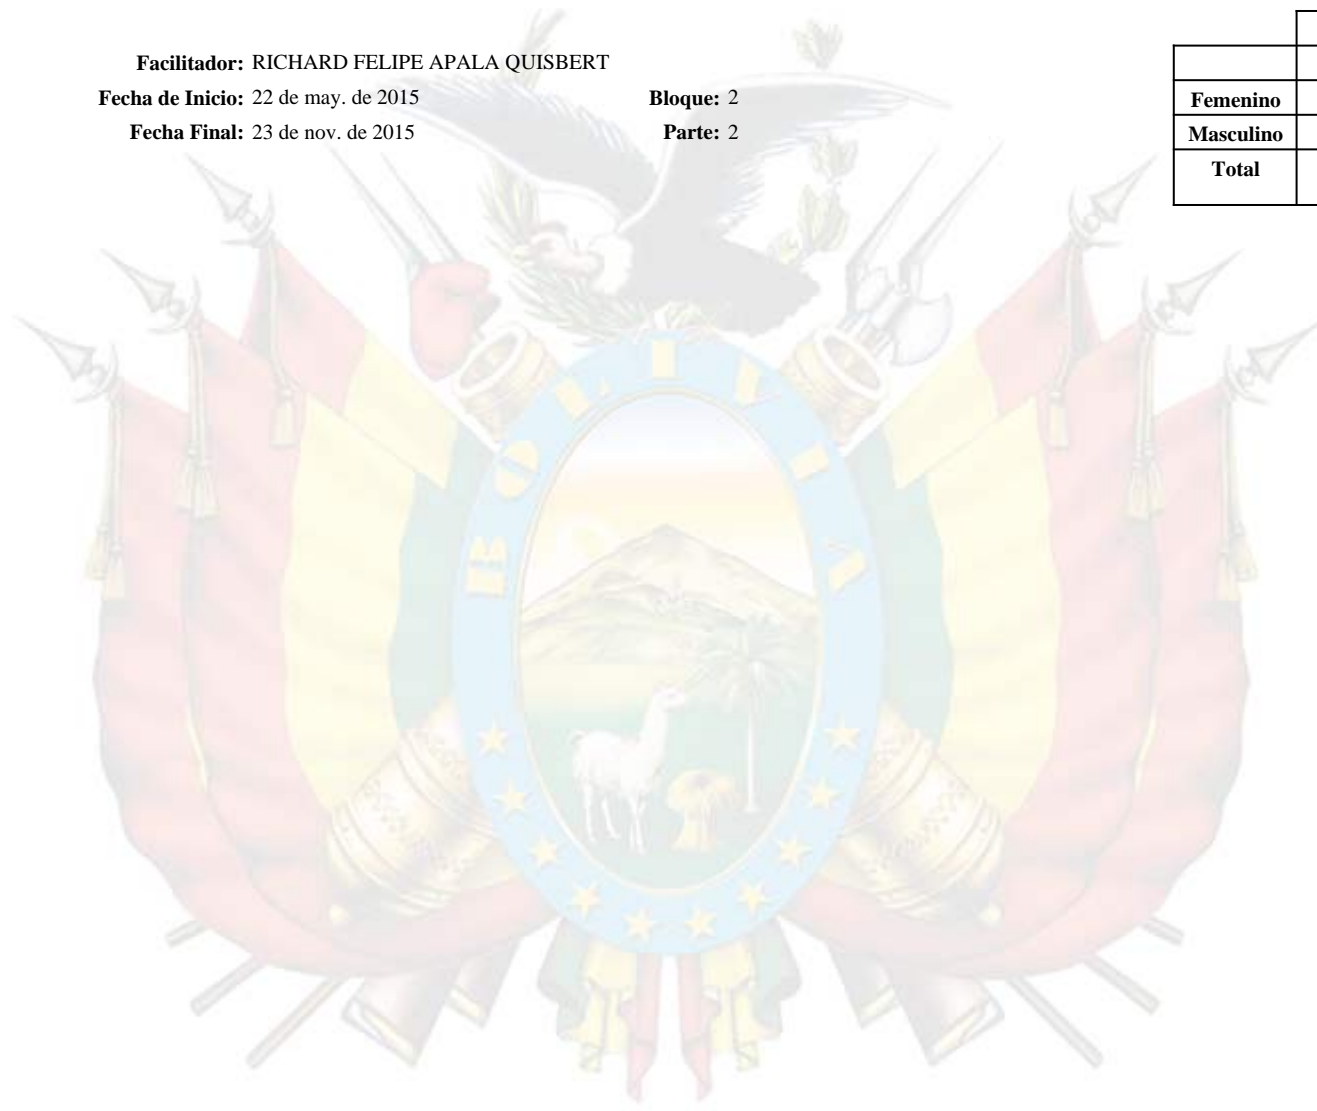 Facilitador: RICHARD FELIPE APALA QUISBERT
Fecha de Inicio: 22 de may. de 2015 Bloque: 2
Fecha Final: 23 de nov. de 2015 Parte: 2
Femenino
Masculino
Total
BOLIVIA